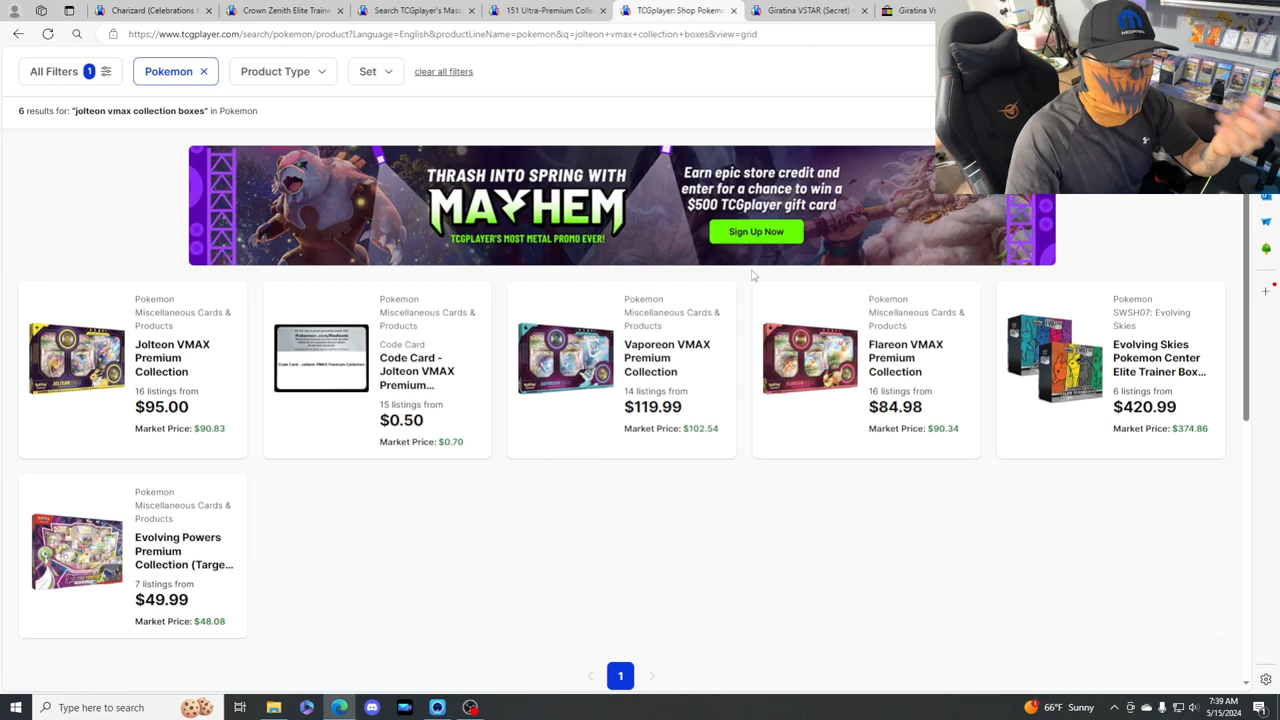 Charizard (Celebrations
Crown Zenith Elite Trainer
Search TCGplayer's Mas
151 Ultra-Premium Colle
TCGplayer: Shop Pokem
Giratina VSTAR (Secret)
Giratina Vs
https://www.tcgplayer.com/search/pokemon/product?Language=English&productLineName=pokemon&q=jolteon+vmax+collection+boxes&view=grid
All Filters 1
Pokemon
Product Type
Set
clear all filters
6 results for: "jolteon vmax collection boxes" in Pokemon
THRASH INTO SPRING WITH
MAYHEM
TCGPLAYER'S MOST METAL PROMO EVER!
Earn epic store credit and
enter for a chance to win a
$500 TCGplayer gift card
Sign Up Now
Pokemon
Miscellaneous Cards &
Products
Jolteon VMAX
Premium
Collection
16 listings from
$95.00
Market Price: $90.83
Pokemon
Miscellaneous Cards &
Products
Code Card
Code Card -
Jolteon VMAX
Premium...
15 listings from
$0.50
Market Price: $0.70
Code Card - Jolteon VMAX Premium Collection
Pokemon
Miscellaneous Cards &
Products
Vaporeon VMAX
Premium
Collection
14 listings from
$119.99
Market Price: $102.54
Pokemon
Miscellaneous Cards &
Products
Flareon VMAX
Premium
Collection
16 listings from
$84.98
Market Price: $90.34
Pokemon
SWSH07: Evolving
Skies
Evolving Skies
Pokemon Center
Elite Trainer Box...
6 listings from
$420.99
Market Price: $374.86
Pokemon
Miscellaneous Cards &
Products
Evolving Powers
Premium
Collection (Targe...
7 listings from
$49.99
Market Price: $48.08
1
Type here to search
66°F Sunny
7:39 AM
5/15/2024